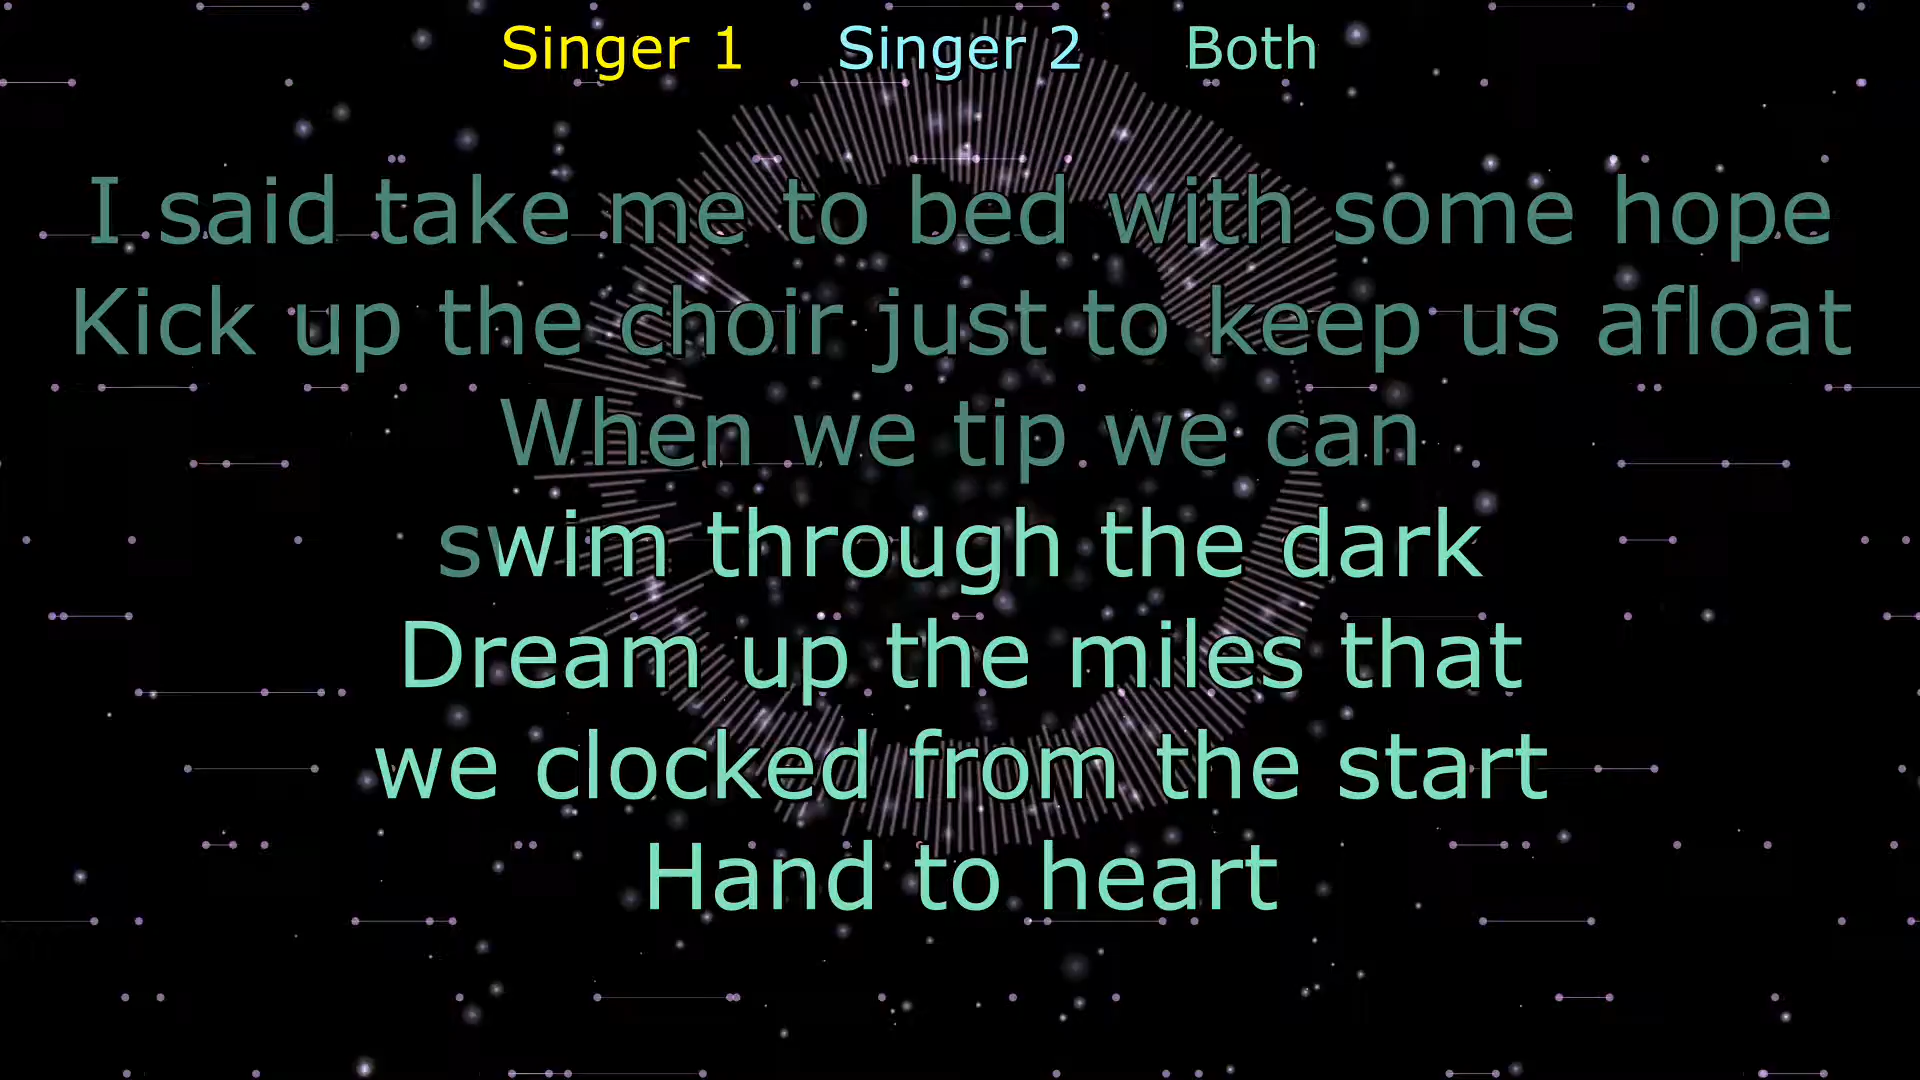 Singer 1 Singer 2 Both
I said take me to bed with some hope
Kick up the choir just to keep us afloat
When we tip we can
swim through the dark
Dream up the miles that
we clocked from the start
Hand to heart